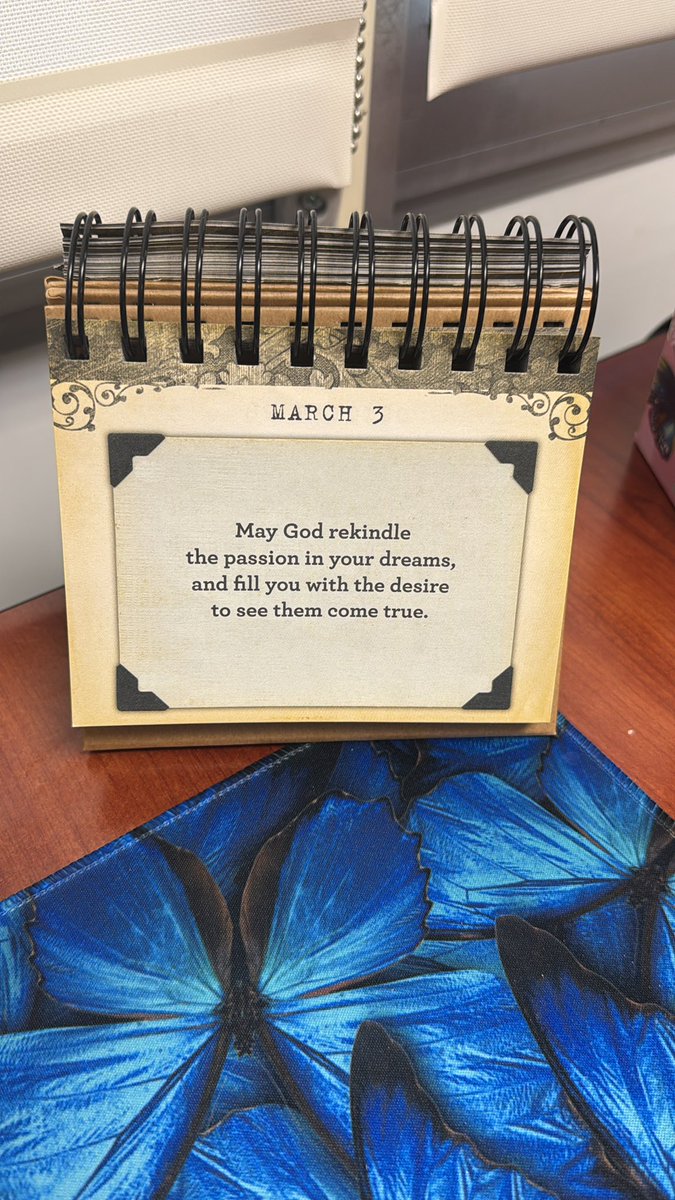 MARCH 3
May God rekindle
the passion in your dreams,
and fill you with the desire
to see them come true.